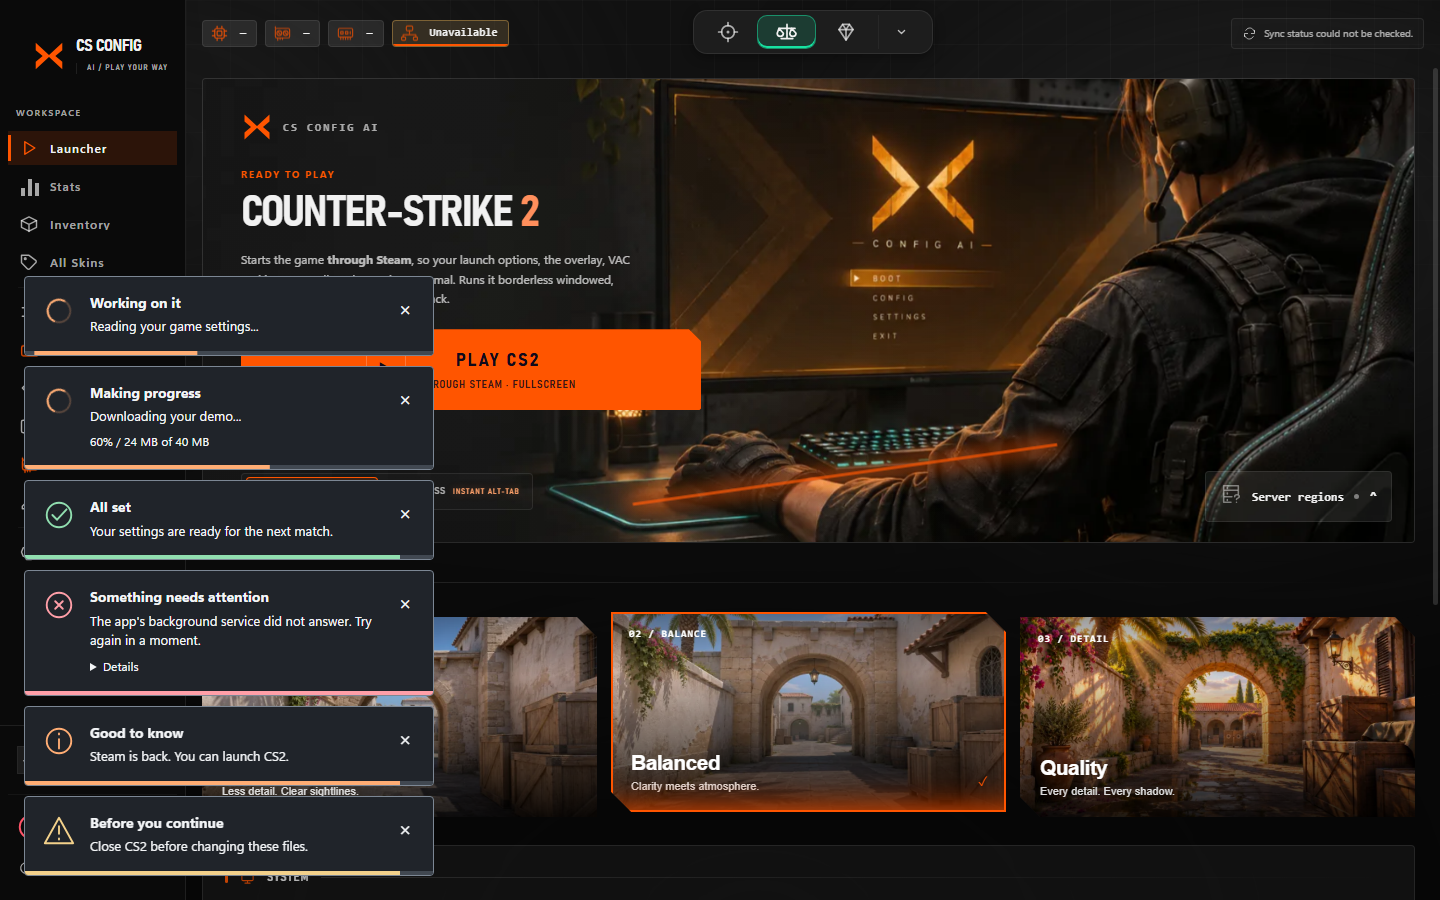 CS CONFIG
AI / PLAY YOUR WAY
WORKSPACE
Launcher
Stats
Inventory
All Skins
–
–
–
Unavailable
Sync status could not be checked.
CS CONFIG AI
READY TO PLAY
COUNTER-STRIKE 2
Starts the game through Steam, so your launch options, the overlay, VAC
mal. Runs it borderless windowed,
ck.
PLAY CS2
ROUGH STEAM · FULLSCREEN
SS INSTANT ALT-TAB
CONFIG AI
BOOT
CONFIG
SETTINGS
EXIT
Server regions
Working on it
Reading your game settings...
Making progress
Downloading your demo...
60% / 24 MB of 40 MB
All set
Your settings are ready for the next match.
Something needs attention
The app's background service did not answer. Try
again in a moment.
Details
Good to know
Steam is back. You can launch CS2.
Before you continue
Close CS2 before changing these files.
Less detail. Clear sightlines.
02 / BALANCE
Balanced
Clarity meets atmosphere.
03 / DETAIL
Quality
Every detail. Every shadow.
SYSTEM